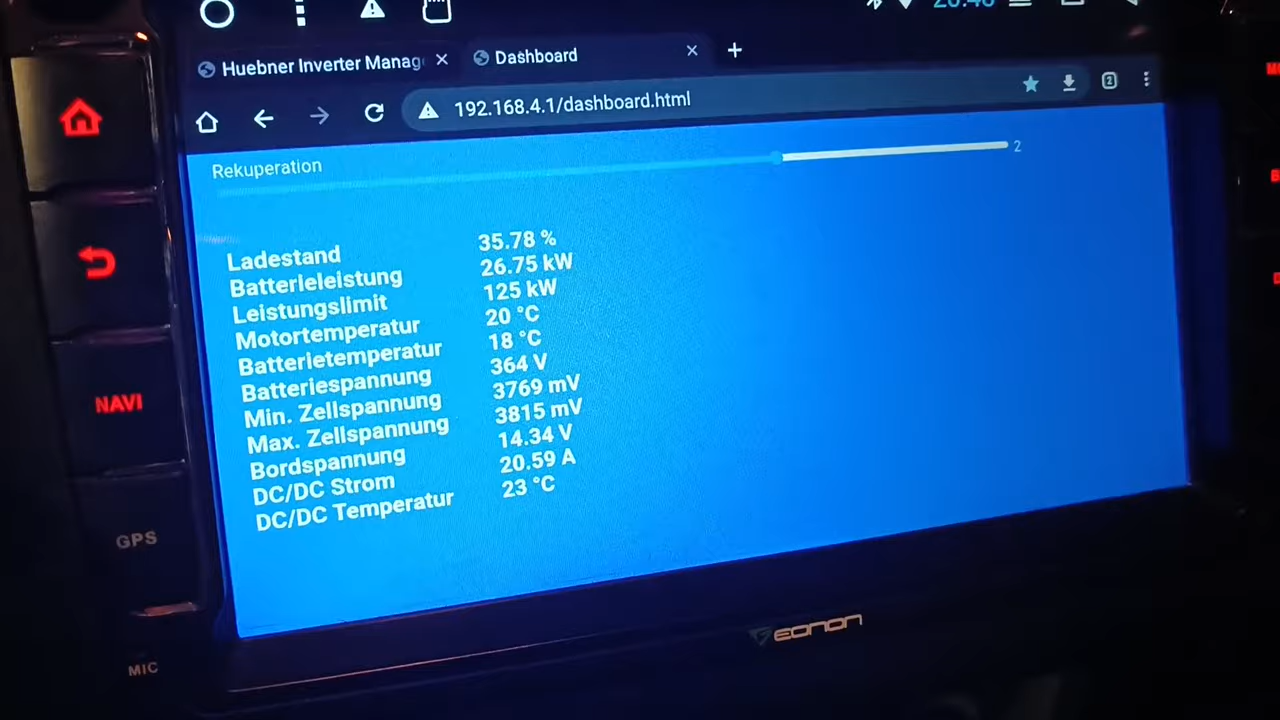 Huebner Inverter Manag
Dashboard
192.168.4.1/dashboard.html
2
Rekuperation
2
Ladestand 35.78 %
Batterieleistung 26.75 kW
Leistungslimit 125 kW
Motortemperatur 20 °C
Batterietemperatur 18 °C
Batteriespannung 364 V
Min. Zellspannung 3769 mV
Max. Zellspannung 3815 mV
Bordspannung 14.34 V
DC/DC Strom 20.59 A
DC/DC Temperatur 23 °C
NAVI
GPS
MIC
EONON